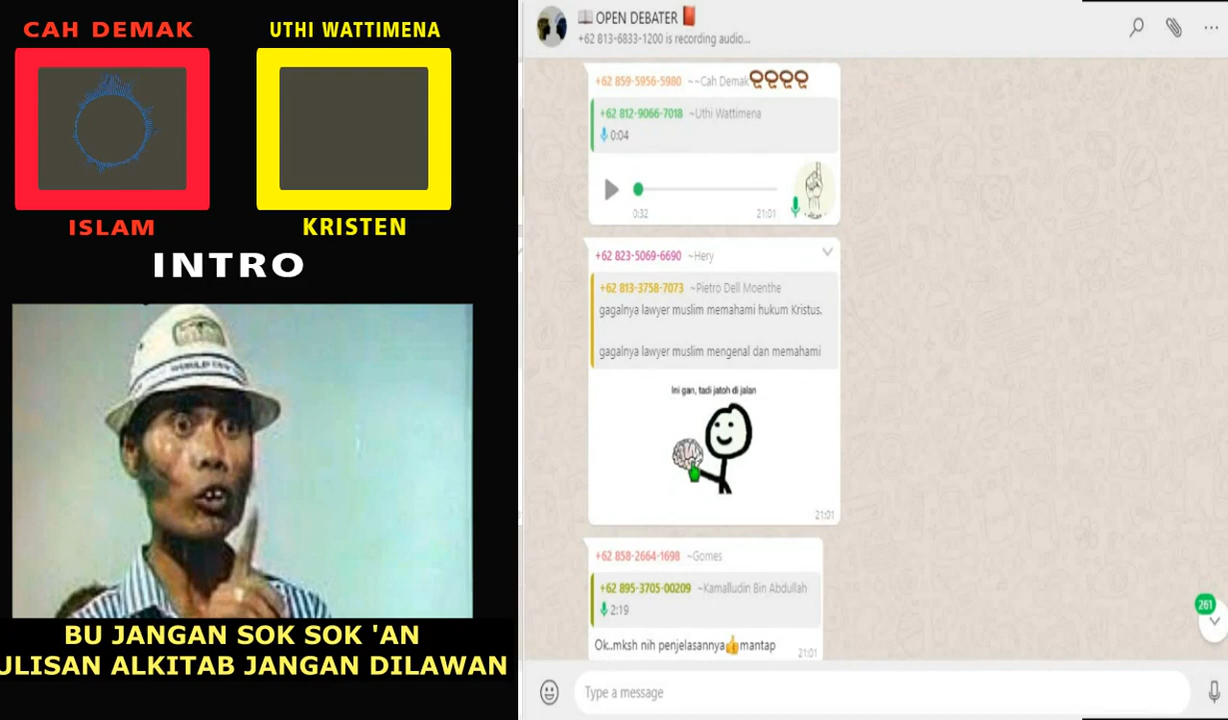 CAH DEMAK
UTHI WATTIMENA
ISLAM
KRISTEN
INTRO
WORLD CUP
BU JANGAN SOK SOK 'AN
ULISAN ALKITAB JANGAN DILAWAN
OPEN DEBATER
+62 813-6833-1200 is recording audio...
+62 859-5956-5980 ~~Cah Demak
+62 812-9066-7018 ~Uthi Wattimena
0:04
0:32 21:01
+62 823-5069-6690 ~Hery
+62 813-3758-7073 ~Pietro Dell Moenthe
gagalnya lawyer muslim memahami hukum Kristus.
gagalnya lawyer muslim mengenal dan memahami
Ini gan, tadi jatoh di jalan
21:01
+62 858-2664-1698 ~Gomes
+62 895-3705-00209 ~Kamalludin Bin Abdullah
2:19
Ok..mksh nih penjelasannya👍mantap
21:01
261
Type a message